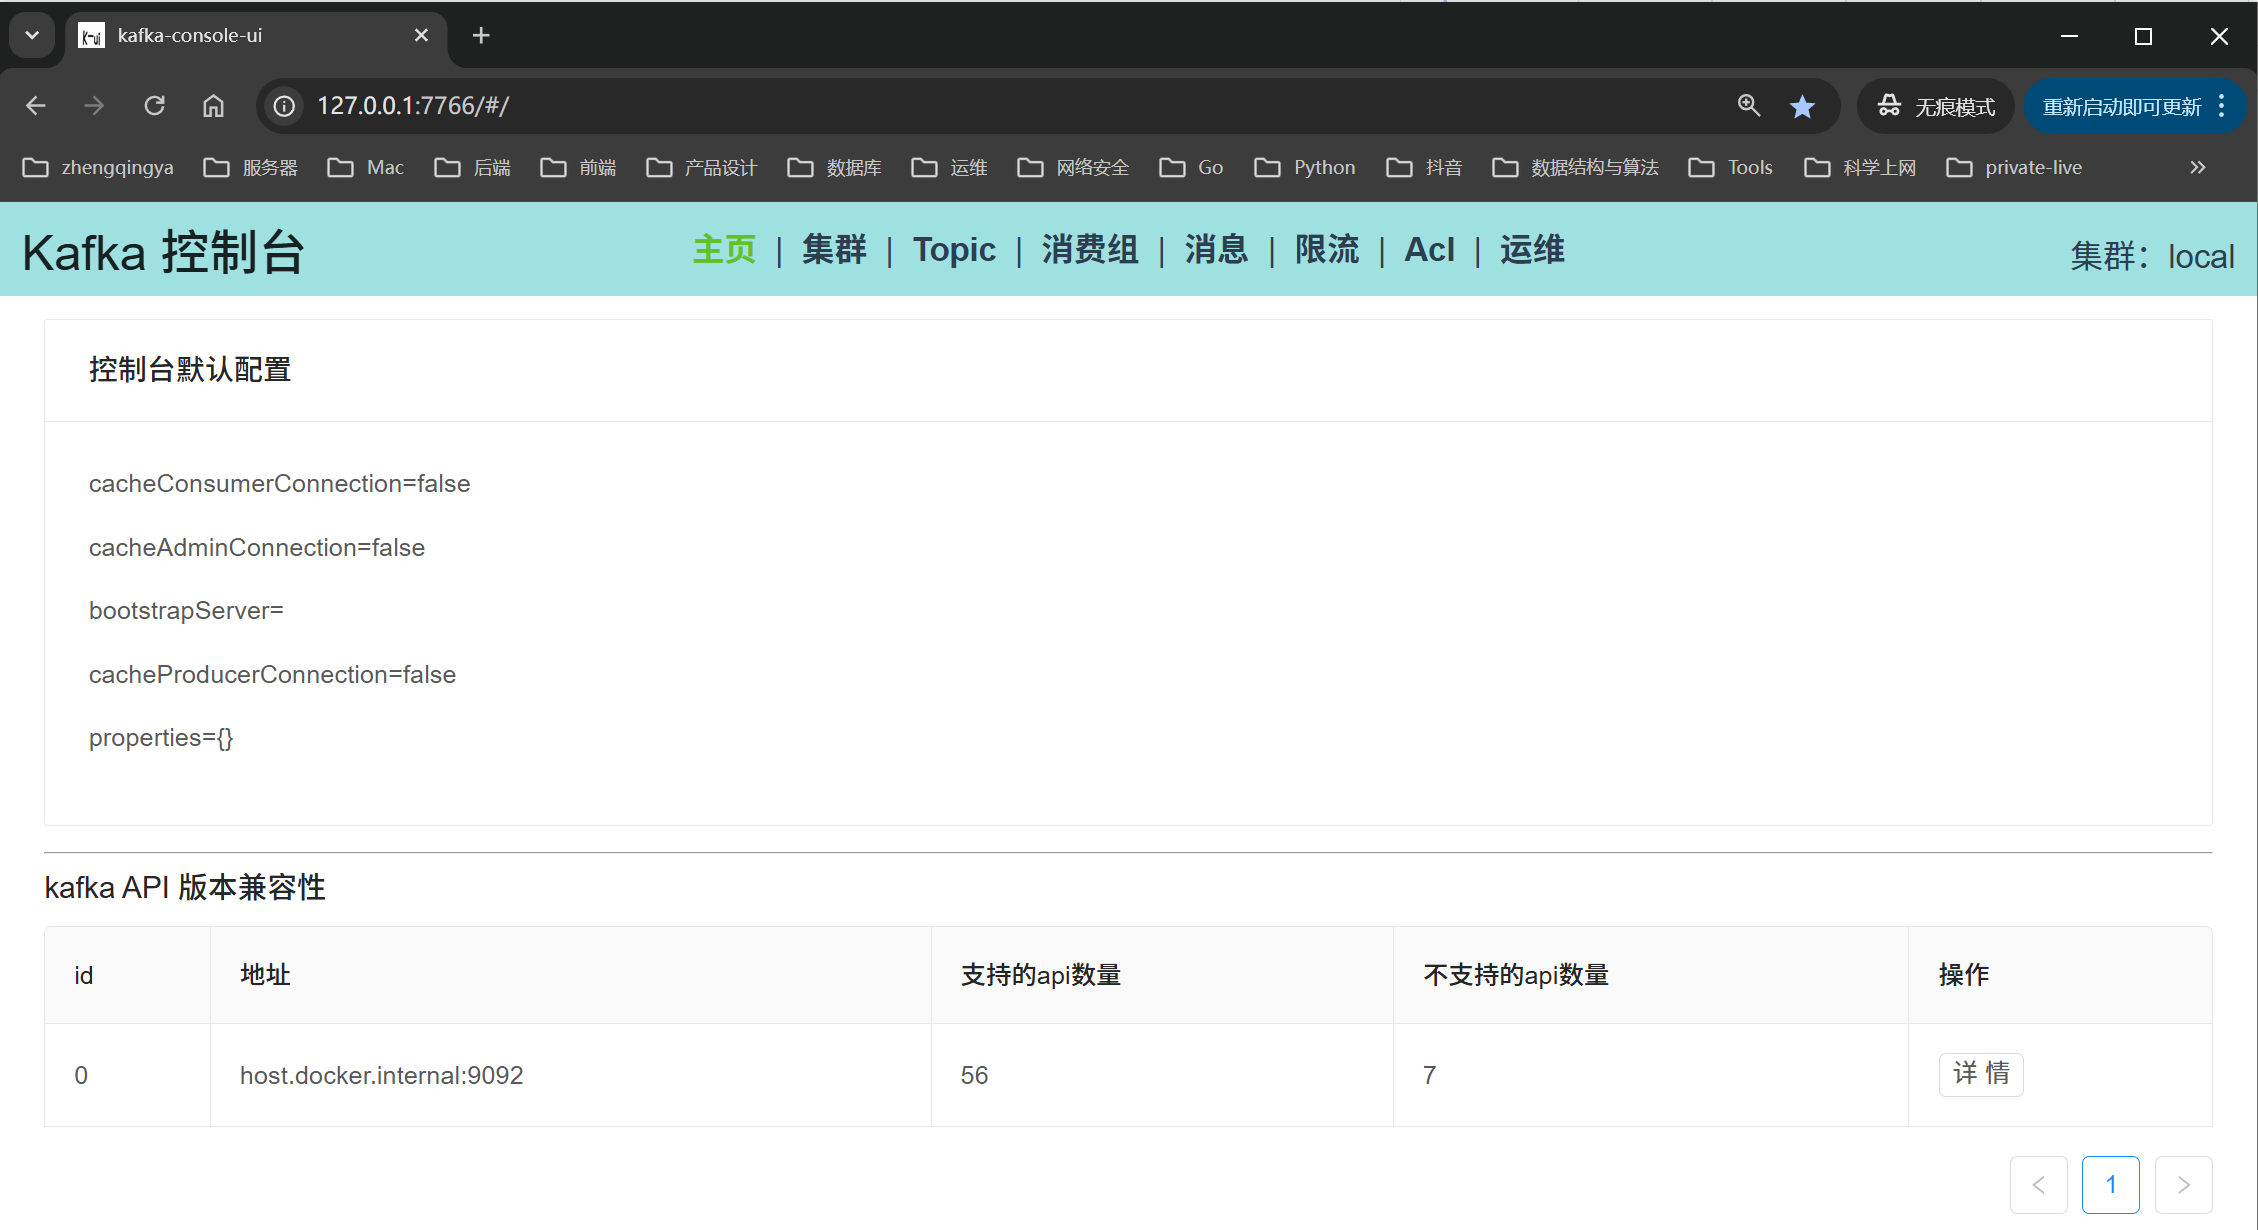 kafka-console-ui
127.0.0.1:7766/#/
无痕模式
重新启动即可更新
zhengqingya 服务器 Mac 后端 前端 产品设计 数据库 运维 网络安全 Go Python 抖音 数据结构与算法 Tools 科学上网 private-live
Kafka 控制台
主页 | 集群 | Topic | 消费组 | 消息 | 限流 | Acl | 运维
集群：local
控制台默认配置
cacheConsumerConnection=false
cacheAdminConnection=false
bootstrapServer=
cacheProducerConnection=false
properties={}
kafka API 版本兼容性
id 地址 支持的api数量 不支持的api数量 操作
0 host.docker.internal:9092 56 7 详 情
1